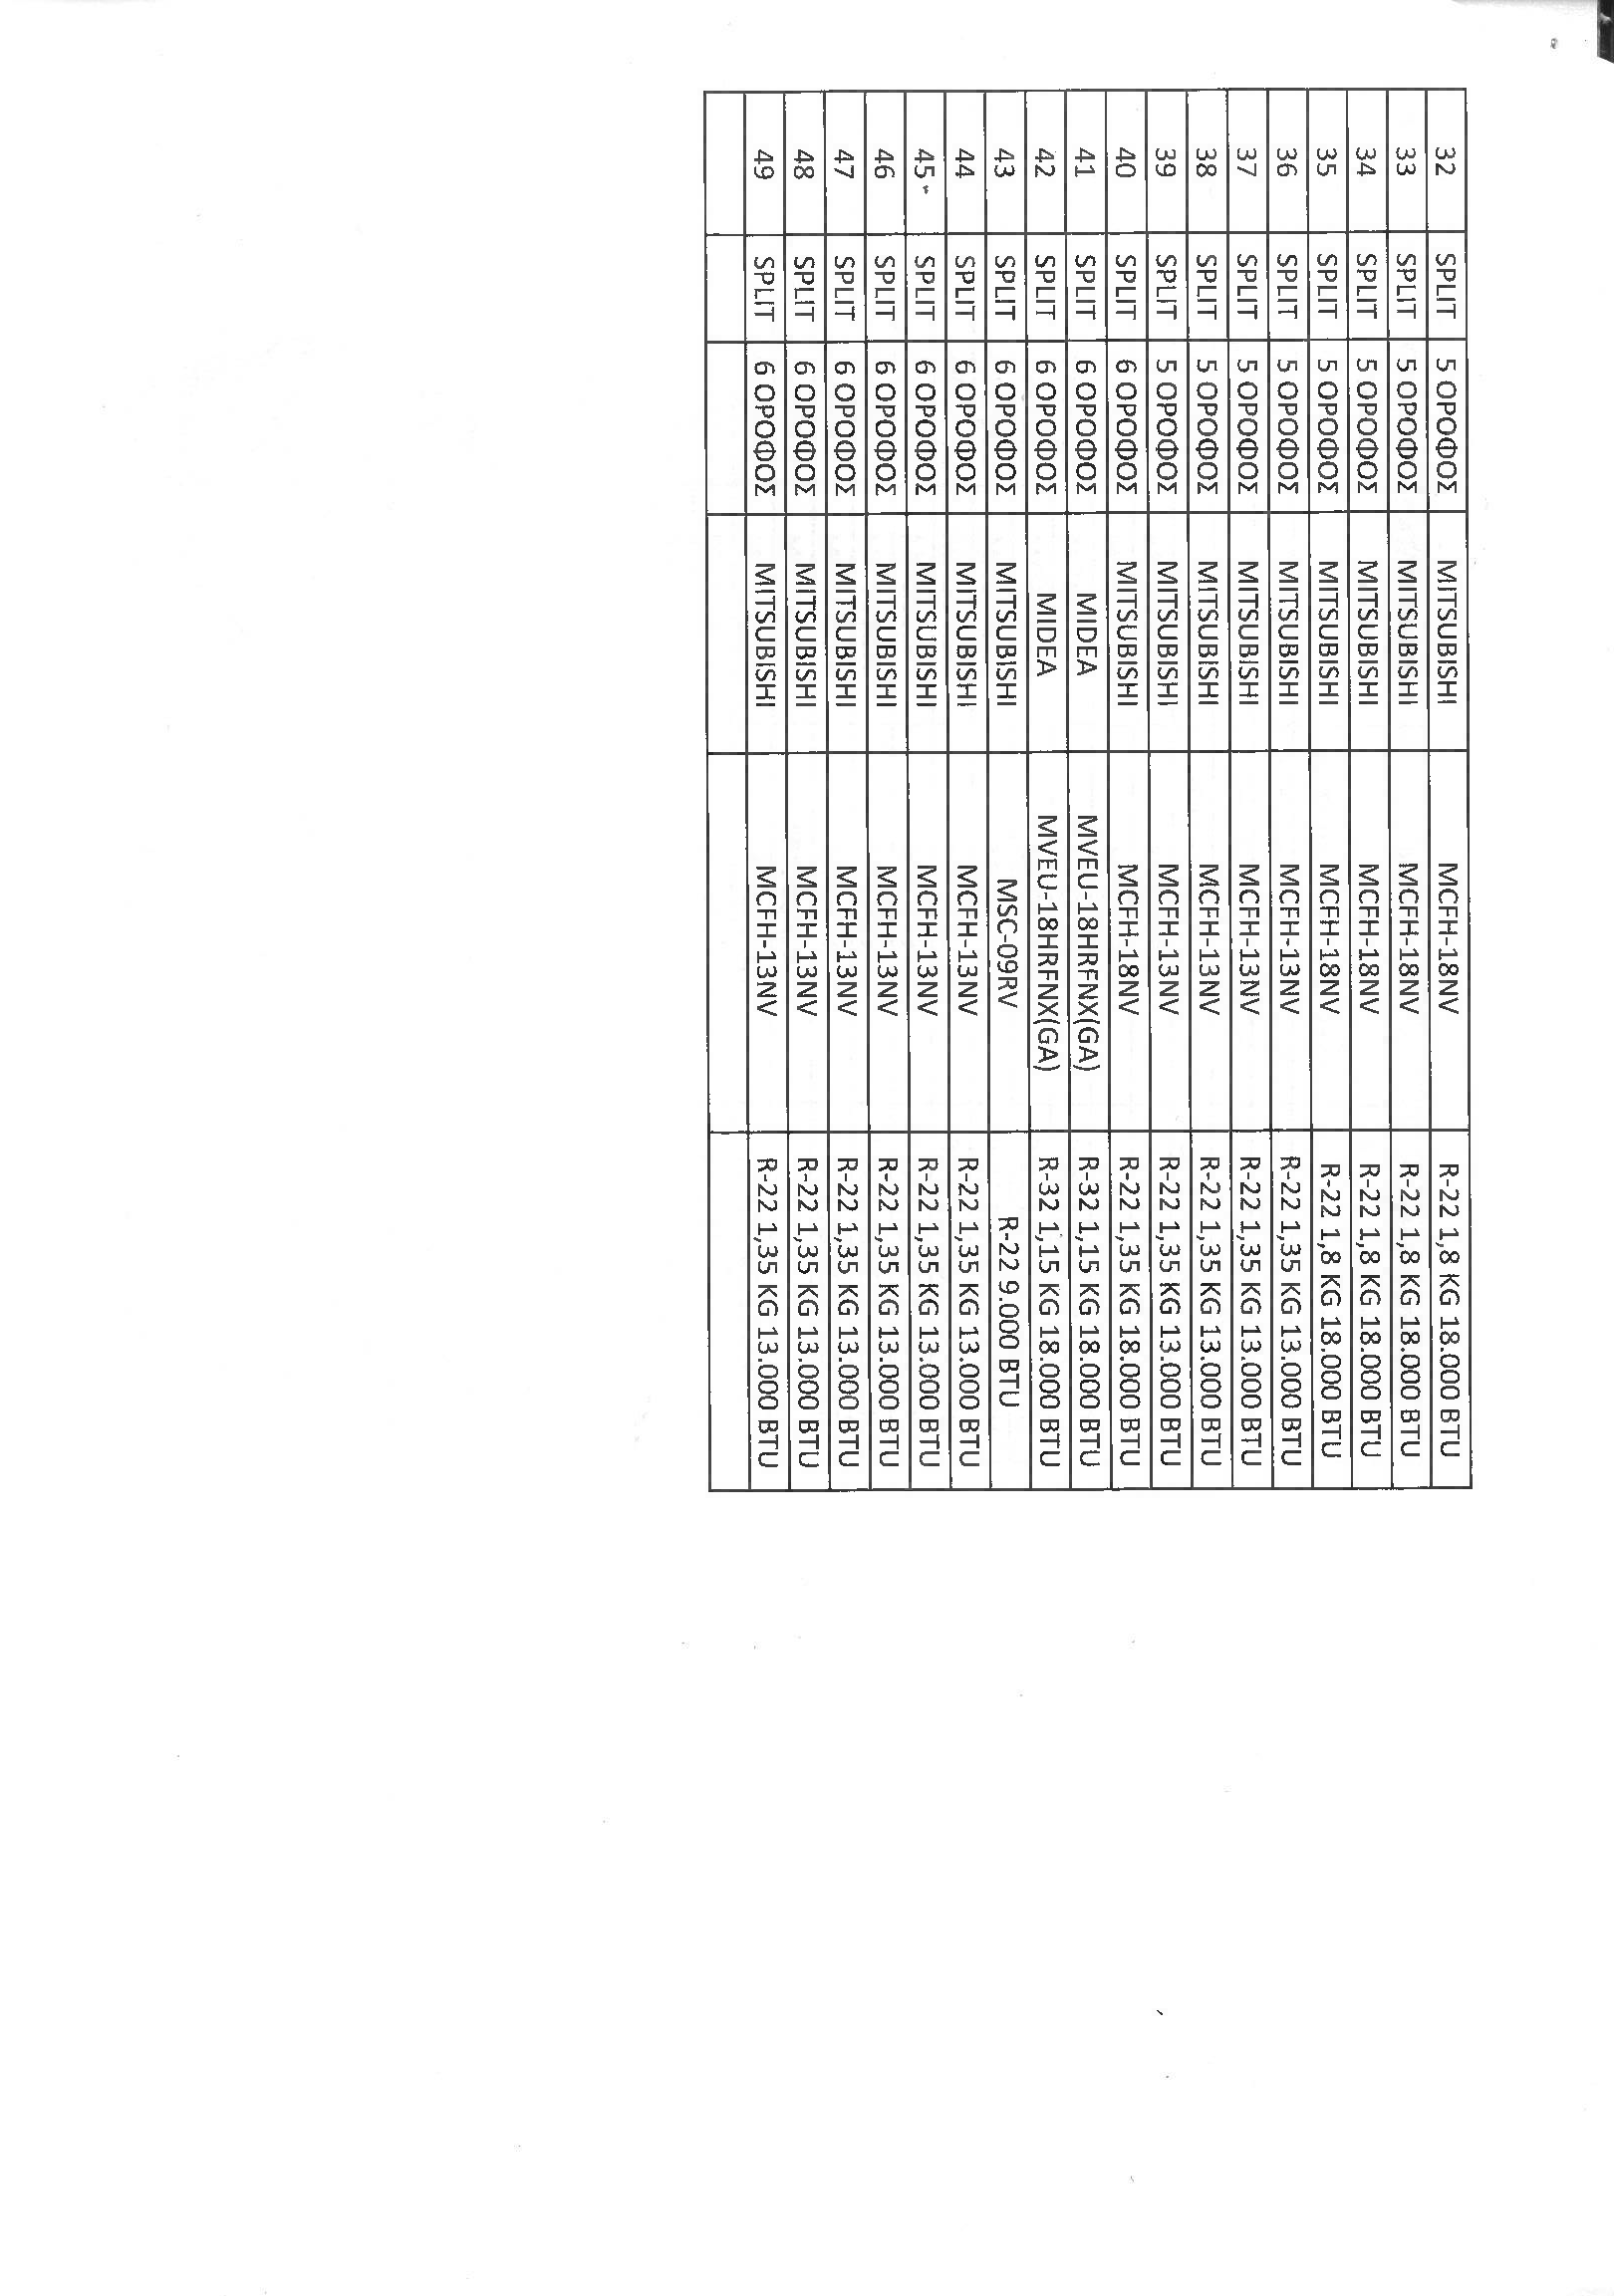 32 SPLIT 5 ΟΡΟΦΟΣ MITSUBISHI MCFH-18NV R-22 1,8 KG 18.000 BTU
33 SPLIT 5 ΟΡΟΦΟΣ MITSUBISHI MCFH-18NV R-22 1,8 KG 18.000 BTU
34 SPLIT 5 ΟΡΟΦΟΣ MITSUBISHI MCFH-18NV R-22 1,8 KG 18.000 BTU
35 SPLIT 5 ΟΡΟΦΟΣ MITSUBISHI MCFH-18NV R-22 1,8 KG 18.000 BTU
36 SPLIT 5 ΟΡΟΦΟΣ MITSUBISHI MCFH-13NV R-22 1,35 KG 13.000 BTU
37 SPLIT 5 ΟΡΟΦΟΣ MITSUBISHI MCFH-13NV R-22 1,35 KG 13.000 BTU
38 SPLIT 5 ΟΡΟΦΟΣ MITSUBISHI MCFH-13NV R-22 1,35 KG 13.000 BTU
39 SPLIT 5 ΟΡΟΦΟΣ MITSUBISHI MCFH-13NV R-22 1,35 KG 13.000 BTU
40 SPLIT 6 ΟΡΟΦΟΣ MITSUBISHI MCFH-18NV R-22 1,35 KG 18.000 BTU
41 SPLIT 6 ΟΡΟΦΟΣ MIDEA MVEU-18HRFNX(GA) R-32 1,15 KG 18.000 BTU
42 SPLIT 6 ΟΡΟΦΟΣ MIDEA MVEU-18HRFNX(GA) R-32 1,15 KG 18.000 BTU
43 SPLIT 6 ΟΡΟΦΟΣ MITSUBISHI MSC-09RV R-22 9.000 BTU
44 SPLIT 6 ΟΡΟΦΟΣ MITSUBISHI MCFH-13NV R-22 1,35 KG 13.000 BTU
45 SPLIT 6 ΟΡΟΦΟΣ MITSUBISHI MCFH-13NV R-22 1,35 KG 13.000 BTU
46 SPLIT 6 ΟΡΟΦΟΣ MITSUBISHI MCFH-13NV R-22 1,35 KG 13.000 BTU
47 SPLIT 6 ΟΡΟΦΟΣ MITSUBISHI MCFH-13NV R-22 1,35 KG 13.000 BTU
48 SPLIT 6 ΟΡΟΦΟΣ MITSUBISHI MCFH-13NV R-22 1,35 KG 13.000 BTU
49 SPLIT 6 ΟΡΟΦΟΣ MITSUBISHI MCFH-13NV R-22 1,35 KG 13.000 BTU